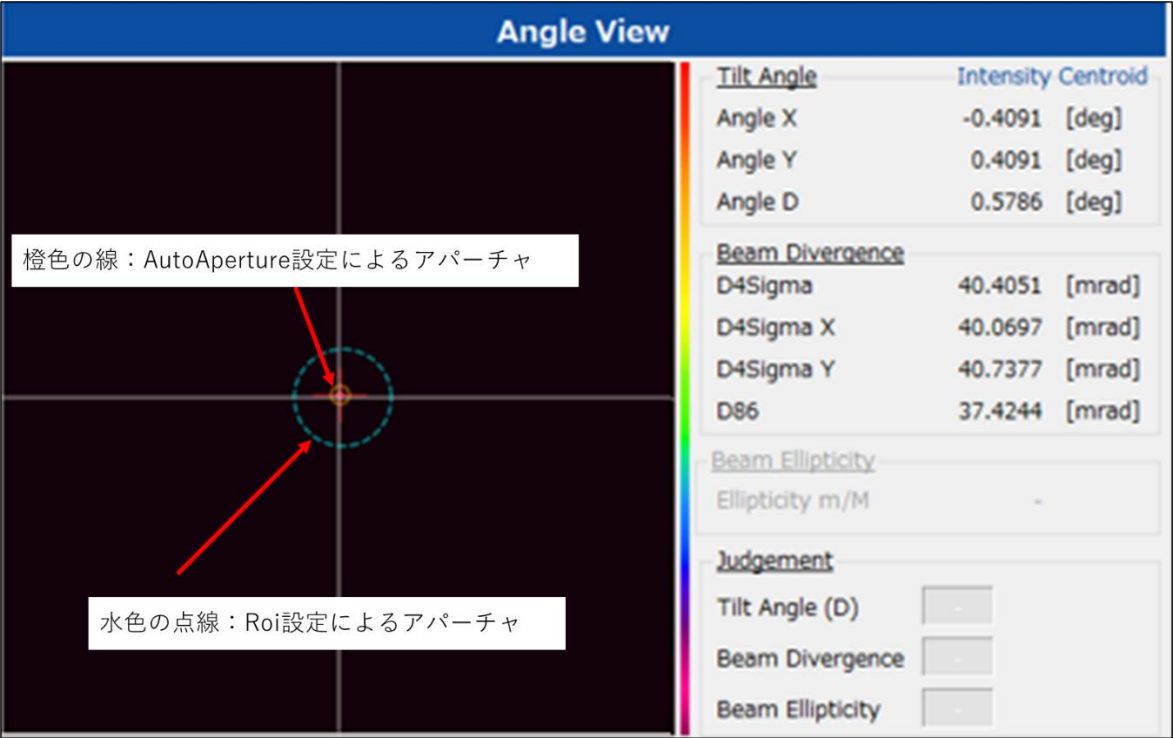 Angle View
Tilt Angle Intensity Centroid
Angle X -0.4091 [deg]
Angle Y 0.4091 [deg]
Angle D 0.5786 [deg]
橙色の線：AutoAperture設定によるアパーチャ
Beam Divergence
D4Sigma 40.4051 [mrad]
D4Sigma X 40.0697 [mrad]
D4Sigma Y 40.7377 [mrad]
D86 37.4244 [mrad]
Beam Ellipticity
Ellipticity m/M -
水色の点線：Roi設定によるアパーチャ
Judgement
Tilt Angle (D) -
Beam Divergence -
Beam Ellipticity -